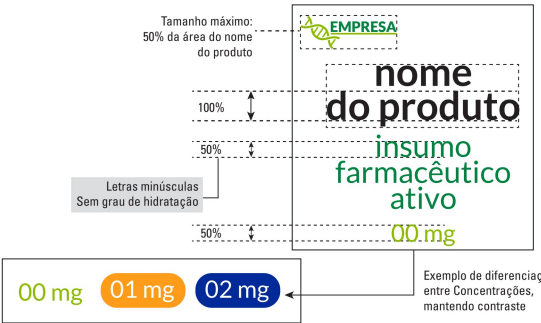 Tamanho máximo:
50% da área do nome
do produto
EMPRESA
nome
do produto
100%
50%
insumo
farmacêutico
ativo
Letras minúsculas
Sem grau de hidratação
50%
00 mg
00 mg
01 mg
02 mg
Exemplo de
entre Concentrações,
mantendo contraste